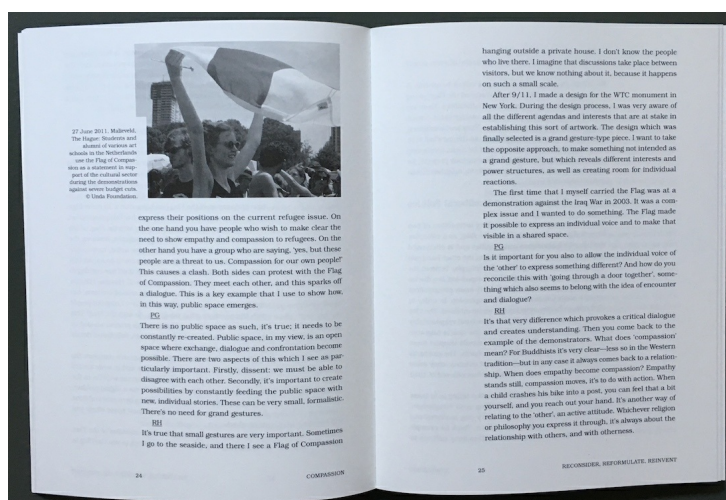 27 June 2011, Malieveld,
The Hague: Students and
alumni of various art
schools in the Netherlands
use the Flag of Compas-
sion as a statement in sup-
port of the cultural sector
during the demonstrations
against severe budget cuts.
© Unda Foundation.
express their positions on the current refugee issue. On
the one hand you have people who wish to make clear the
need to show empathy and compassion to refugees. On the
other hand you have a group who are saying, 'Yes, but these
people are a threat to us. Compassion for our own people!'
This causes a clash. Both sides can protest with the Flag
of Compassion. They meet each other, and this sparks off
a dialogue. This is a key example that I use to show how,
in this way, public space emerges.
PG
There is no public space as such, it's true; it needs to be
constantly re-created. Public space, in my view, is an open
space where exchange, dialogue and confrontation become
possible. There are two aspects of this which I see as par-
ticularly important. Firstly, dissent: we must be able to
disagree with each other. Secondly, it's important to create
possibilities by constantly feeding the public space with
new, individual stories. These can be very small, formalistic.
There's no need for grand gestures.
RH
It's true that small gestures are very important. Sometimes
I go to the seaside, and there I see a Flag of Compassion
24
COMPASSION
hanging outside a private house. I don't know the people
who live there. I imagine that discussions take place between
visitors, but we know nothing about it, because it happens
on such a small scale.
After 9/11, I made a design for the WTC monument in
New York. During the design process, I was very aware of
all the different agendas and interests that are at stake in
establishing this sort of artwork. The design which was
finally selected is a grand gesture-type piece. I want to take
the opposite approach, to make something not intended as
a grand gesture, but which reveals different interests and
power structures, as well as creating room for individual
reactions.
The first time that I myself carried the Flag was at a
demonstration against the Iraq War in 2003. It was a com-
plex issue and I wanted to do something. The Flag made
it possible to express an individual voice and to make that
visible in a shared space.
PG
Is it important for you also to allow the individual voice of
the 'other' to express something different? And how do you
reconcile this with 'going through a door together', some-
thing which also seems to belong with the idea of encounter
and dialogue?
RH
It's that very difference which provokes a critical dialogue
and creates understanding. Then you come back to the
example of the demonstrators. What does 'compassion'
mean? For Buddhists it's very clear—less so in the Western
tradition—but in any case it always comes back to a relation-
ship. When does empathy become compassion? Empathy
stands still, compassion moves, it's to do with action. When
a child crashes his bike into a post, you can feel that a bit
yourself, and you reach out your hand. It's another way of
relating to the 'other', an active attitude. Whichever religion
or philosophy you express it through, it's always about the
relationship with others, and with otherness.
25
RECONSIDER, REFORMULATE, REINVENT